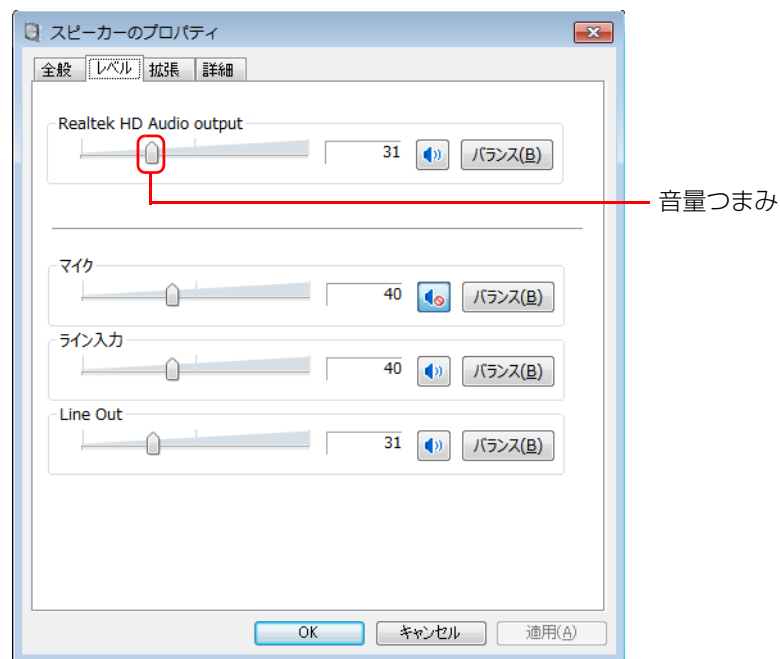 スピーカーのプロパティ
全般 レベル 拡張 詳細
Realtek HD Audio output
31 バランス(B)
音量つまみ
マイク
40 バランス(B)
ライン入力
40 バランス(B)
Line Out
31 バランス(B)
OK キャンセル 適用(A)